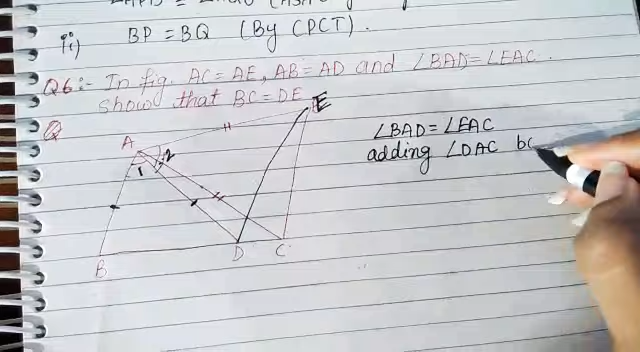 ii) BP = BQ (By CPCT).
Q6:- In fig. AC = AE, AB = AD and ∠BAD = ∠EAC.
show that BC = DE
Q
E
A
1
2
B
D
C
∠BAD = ∠EAC
adding ∠DAC bo